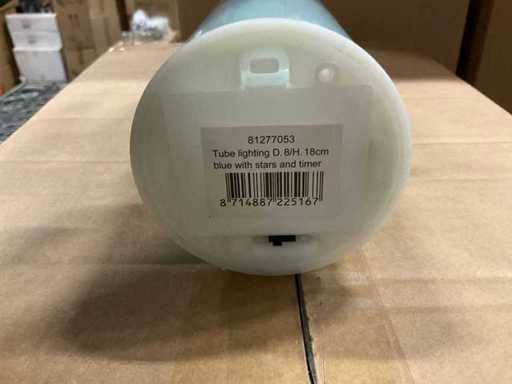 81277053
Tube lighting D. 8/H. 18cm
blue with stars and timer
8 714887 225167